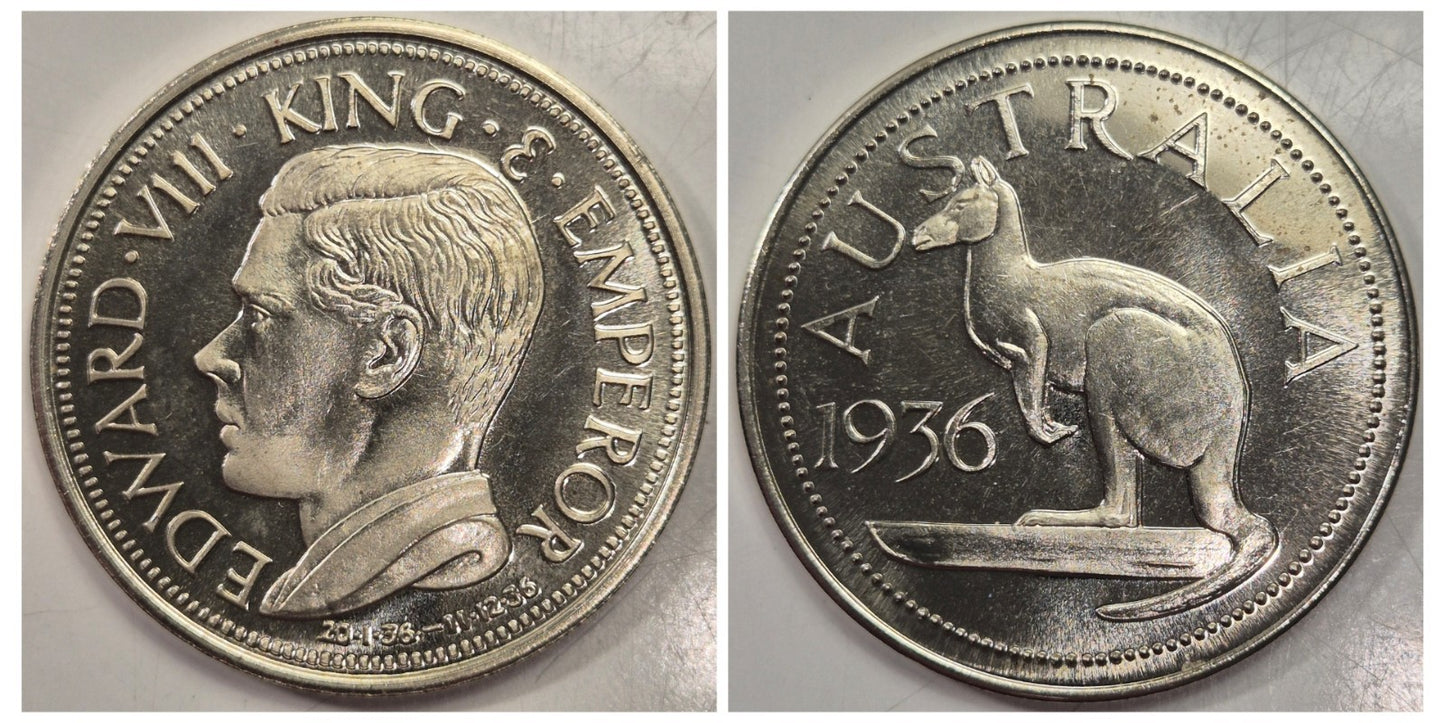 EDWARD · VIII · KING · & · EMPEROR
20·1·36.–11·12·36
AUSTRALIA
1936